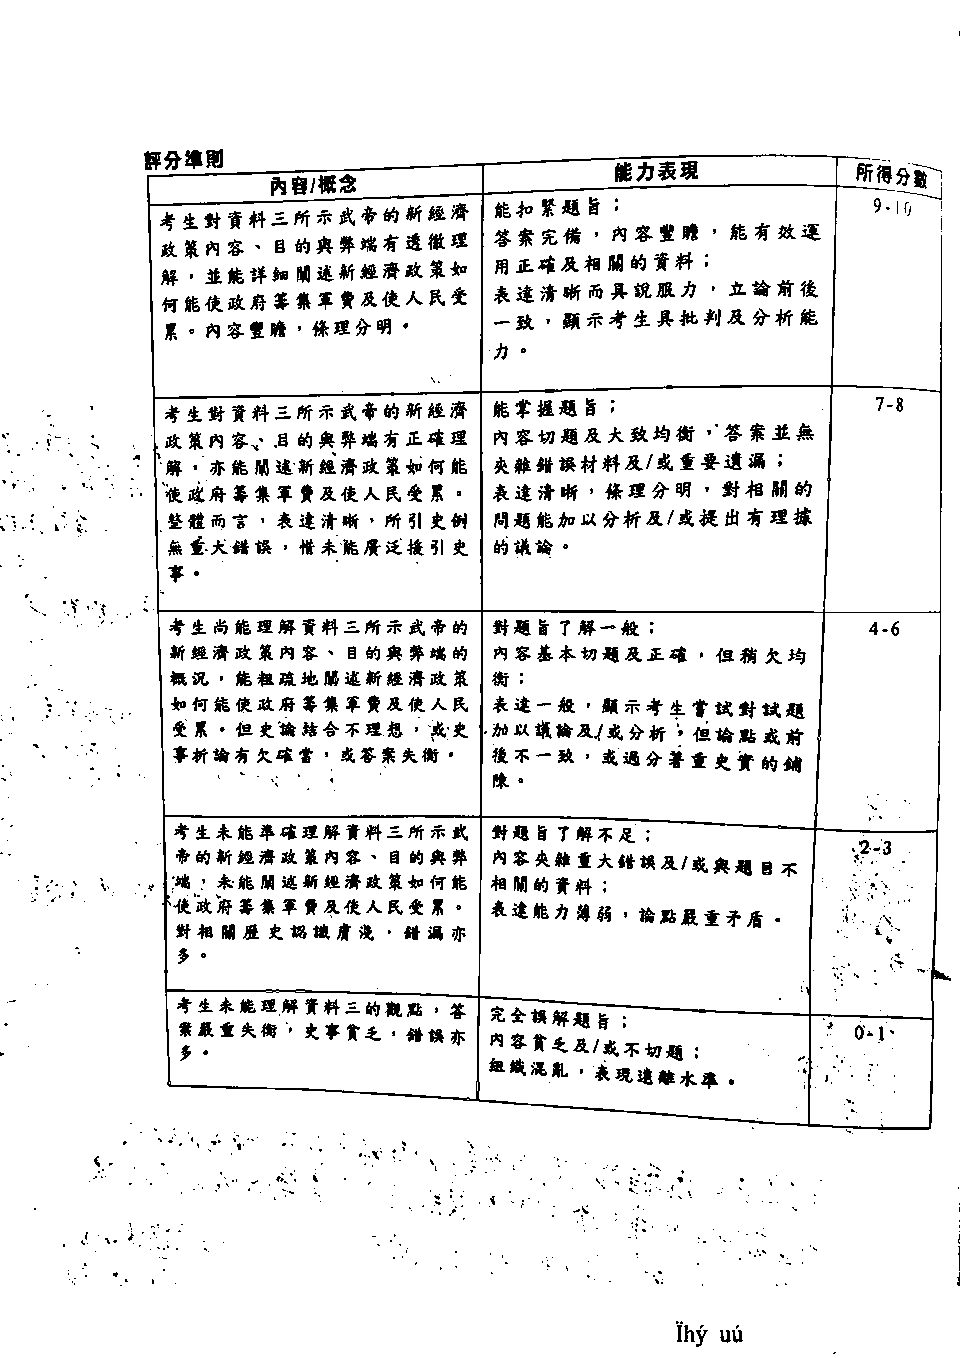 評分準則
內容/概念
能力表現
所得分數
考生對資料三所示武帝的新經濟
政策內容、目的與弊端有透徹理
解，並能詳細闡述新經濟政策如
何能使政府籌集軍費及使人民受
累。內容豐贍，條理分明。
能扣緊題旨；
答案完備，內容豐贍，能有效運
用正確及相關的資料；
表達清晰而具說服力，立論前後
一致，顯示考生具批判及分析能
力。
9-10
考生對資料三所示武帝的新經濟
政策內容、目的與弊端有正確理
解，亦能闡述新經濟政策如何能
使政府籌集軍費及使人民受累。
整體而言，表達清晰，所引史例
無重大錯誤，惜未能廣泛援引史
事。
能掌握題旨；
內容切題及大致均衡，答案並無
夾雜錯誤材料及/或重要遺漏；
表達清晰，條理分明，對相關的
問題能加以分析及/或提出有理據
的議論。
7-8
考生尚能理解資料三所示武帝的
新經濟政策內容、目的與弊端的
概況，能粗疏地闡述新經濟政策
如何能使政府籌集軍費及使人民
受累。但史論結合不理想，或史
事析論有欠確當，或答案失衡。
對題旨了解一般；
內容基本切題及正確，但稍欠均
衡；
表達一般，顯示考生嘗試對試題
加以議論及/或分析，但論點或前
後不一致，或過分著重史實的鋪
陳。
4-6
考生未能準確理解資料三所示武
帝的新經濟政策內容、目的與弊
端，未能闡述新經濟政策如何能
使政府籌集軍費及使人民受累。
對相關歷史認識膚淺，錯漏亦
多。
對題旨了解不足；
內容夾雜重大錯誤及/或與題目不
相關的資料；
表達能力薄弱，論點嚴重矛盾。
2-3
考生未能理解資料三的觀點，答
案嚴重失衡，史事貧乏，錯誤亦
多。
完全誤解題旨；
內容貧乏及/或不切題；
組織混亂，表現遠離水準。
0-1
Ïhý uú